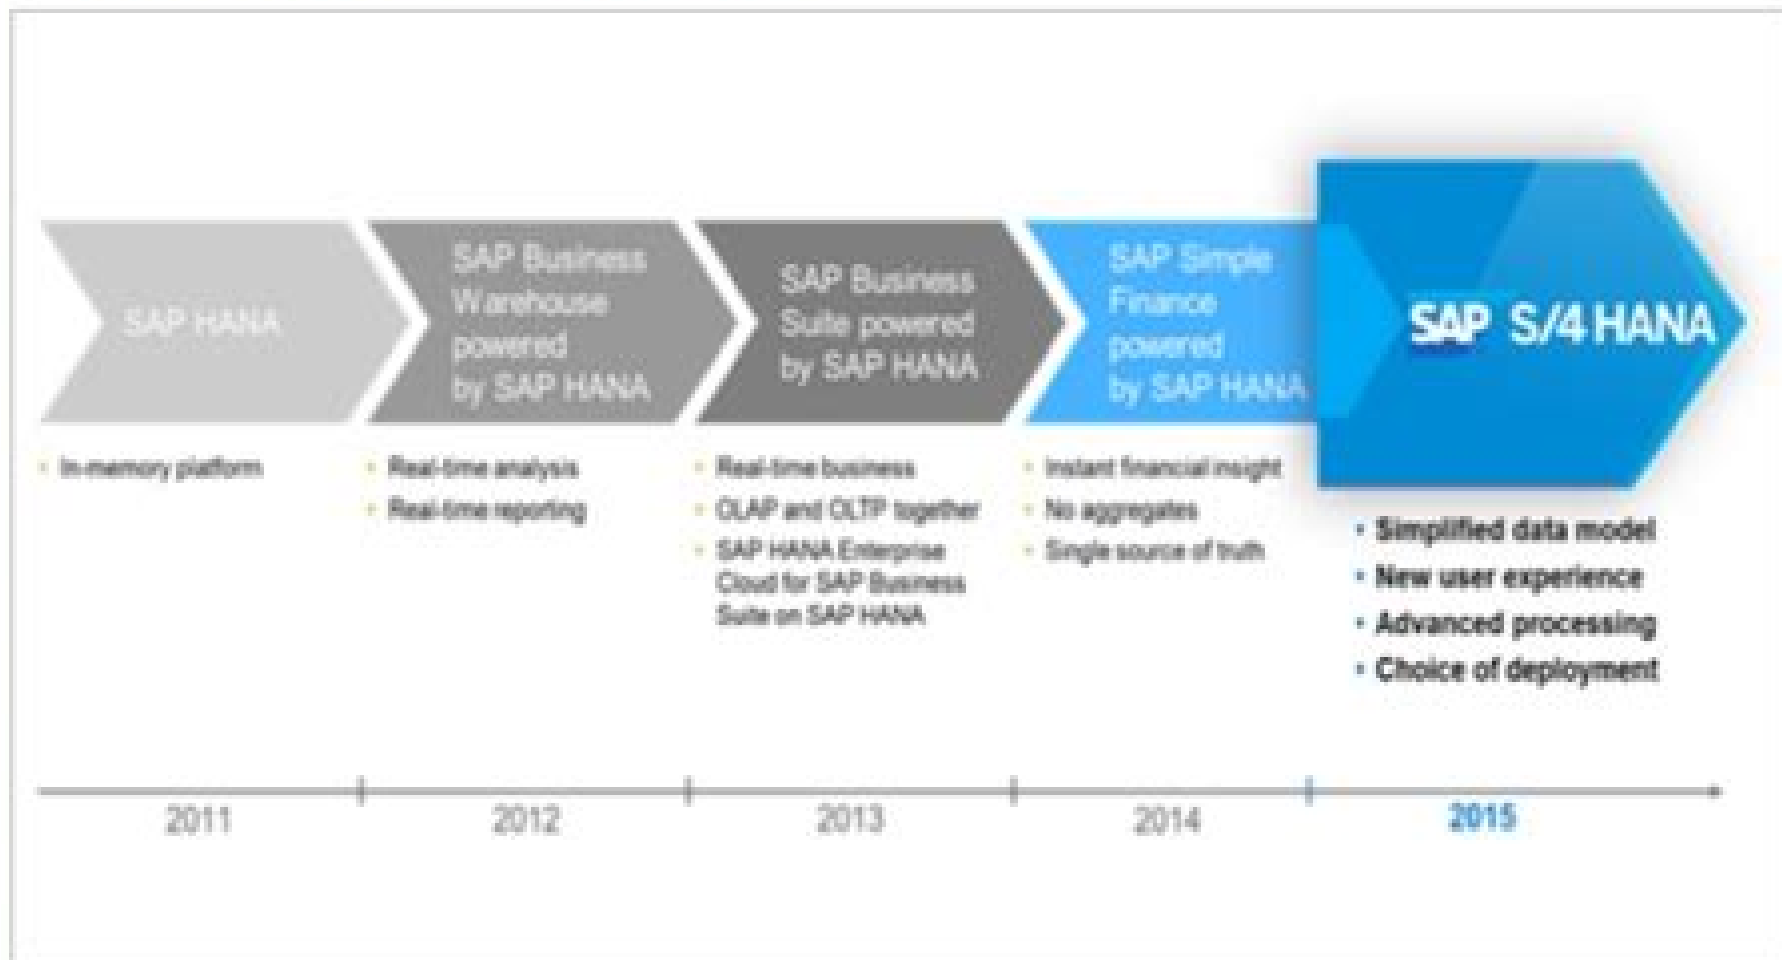 SAP HANA
SAP Business
Warehouse
powered
by SAP HANA
SAP Business
Suite powered
by SAP HANA
SAP Simple
Finance
powered
by SAP HANA
SAP S/4HANA
• In-memory platform
• Real-time analysis
• Real-time reporting
• Real-time business
• OLAP and OLTP together
• SAP HANA Enterprise
Cloud for SAP Business
Suite on SAP HANA
• Instant financial insight
• No aggregates
• Single source of truth
• Simplified data model
• New user experience
• Advanced processing
• Choice of deployment
2011
2012
2013
2014
2015